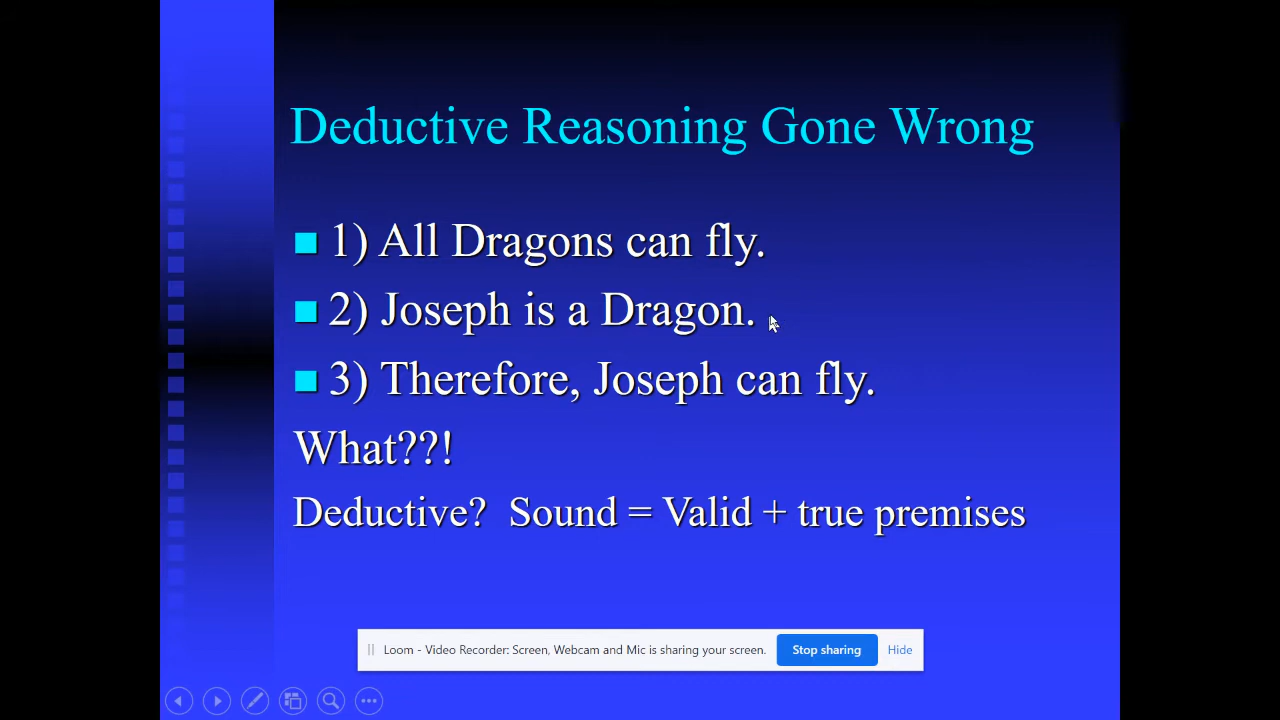 Deductive Reasoning Gone Wrong
1) All Dragons can fly.
2) Joseph is a Dragon.
3) Therefore, Joseph can fly.
What??!
Deductive? Sound = Valid + true premises
Loom - Video Recorder: Screen, Webcam and Mic is sharing your screen. Stop sharing Hide